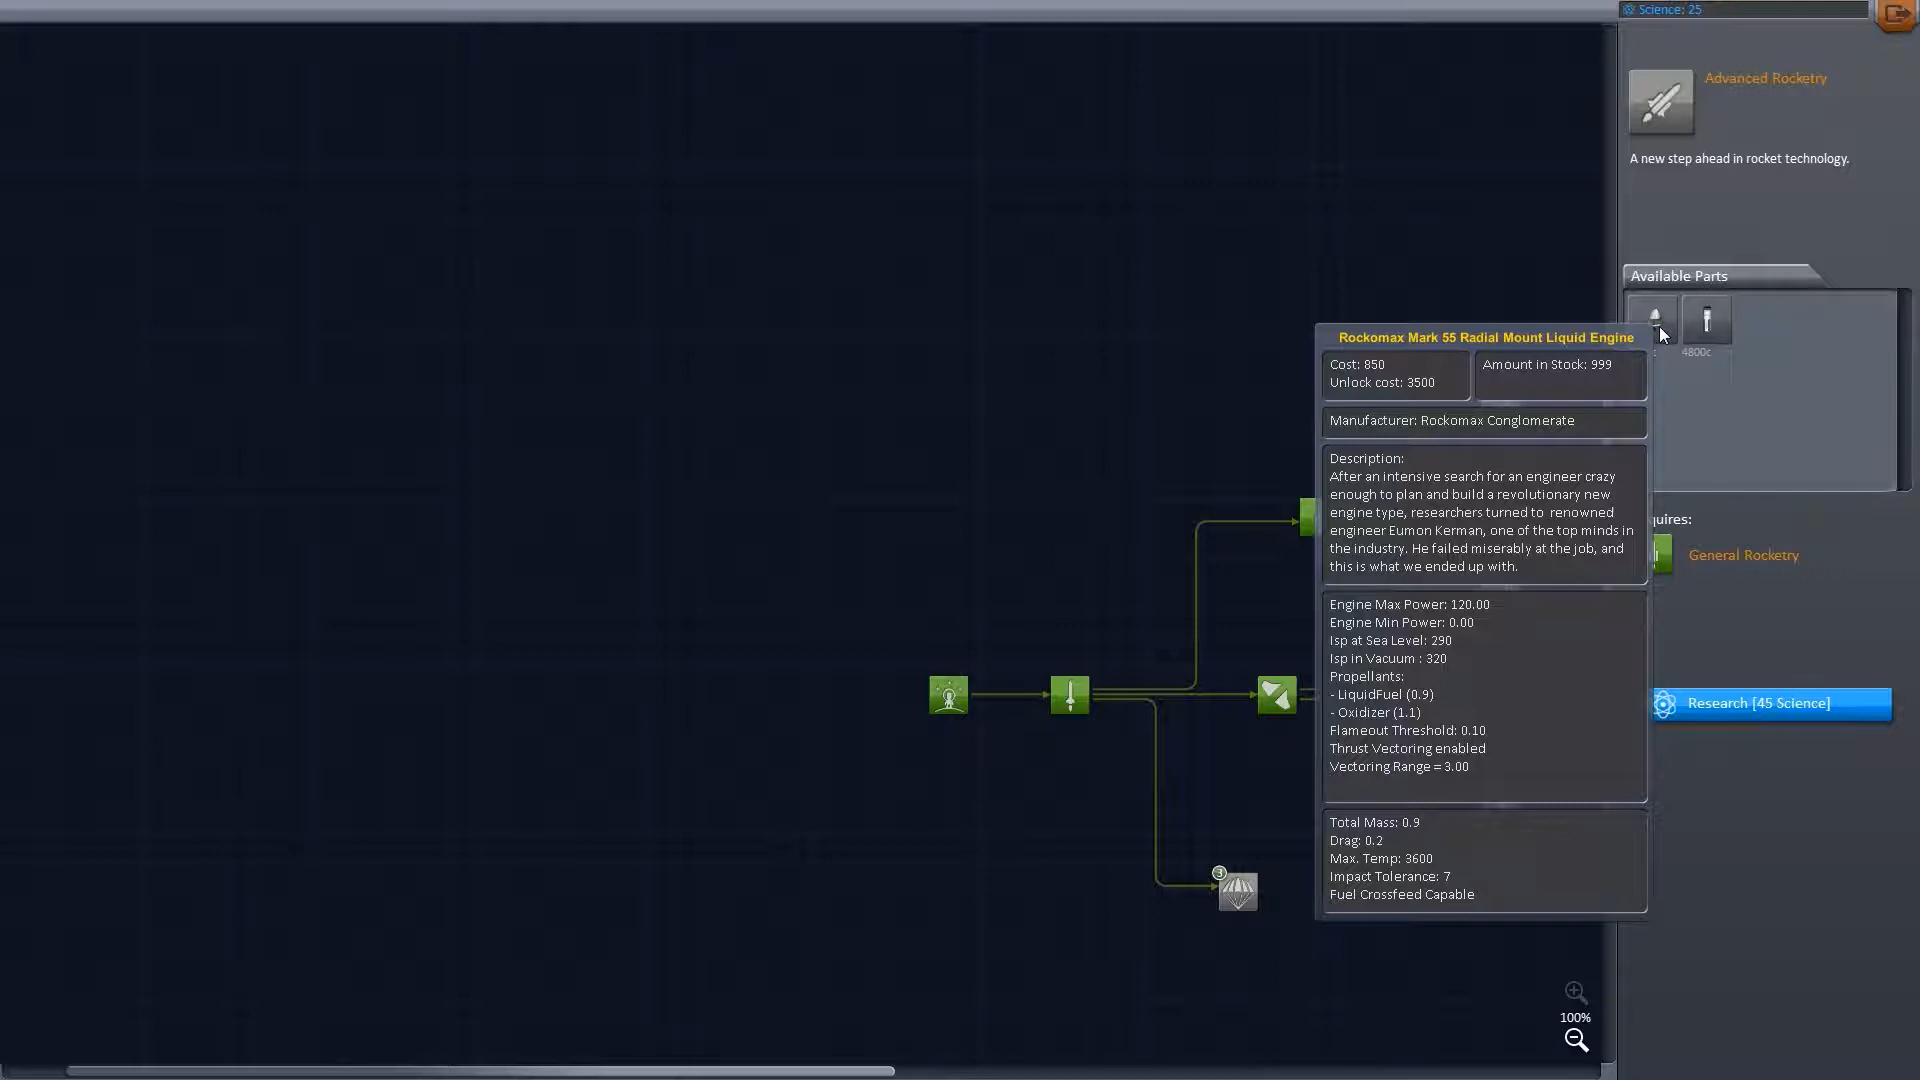 Science: 25
Advanced Rocketry
A new step ahead in rocket technology.
Available Parts
c
4800c
Rockomax Mark 55 Radial Mount Liquid Engine
Cost: 850
Unlock cost: 3500
Amount in Stock: 999
Manufacturer: Rockomax Conglomerate
Description:
After an intensive search for an engineer crazy
enough to plan and build a revolutionary new
engine type, researchers turned to renowned
engineer Eumon Kerman, one of the top minds in
the industry. He failed miserably at the job, and
this is what we ended up with.
Engine Max Power: 120.00
Engine Min Power: 0.00
Isp at Sea Level: 290
Isp in Vacuum : 320
Propellants:
- LiquidFuel (0.9)
- Oxidizer (1.1)
Flameout Threshold: 0.10
Thrust Vectoring enabled
Vectoring Range = 3.00
Total Mass: 0.9
Drag: 0.2
Max. Temp: 3600
Impact Tolerance: 7
Fuel Crossfeed Capable
quires:
General Rocketry
Research [45 Science]
3
100%